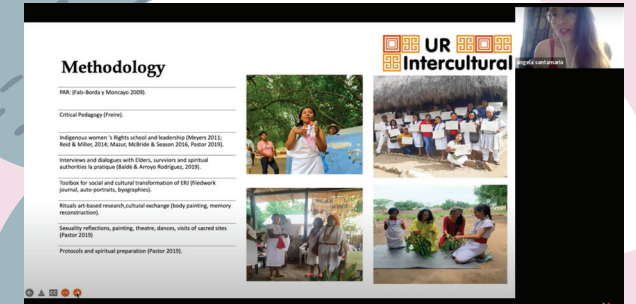 UR
Intercultural
angela santamaria
Methodology
PAR: (Fals-Borda y Moncayo 2009).
Critical Pedagogy (Freire).
Indigenous women ´s Rights school and leadership (Meyers 2011;
Reid & Miller, 2014; Mazur, McBride & Season 2016, Pastor 2019).
Interviews and dialogues with Elders, survivors and spiritual
authorities la pratique (Baldé & Arroyo Rodriguez, 2019).
Toolbox for social and cultural transformation of ERJ (filedwork
journal, auto-portraits, byographies).
Rituals art-based research,cultural exchange (body painting, memory
reconstruction).
Sexuality reflections, painting, theatre, dances, visits of sacred sites
(Pastor 2019)
Protocols and spiritual preparation (Pastor 2019).